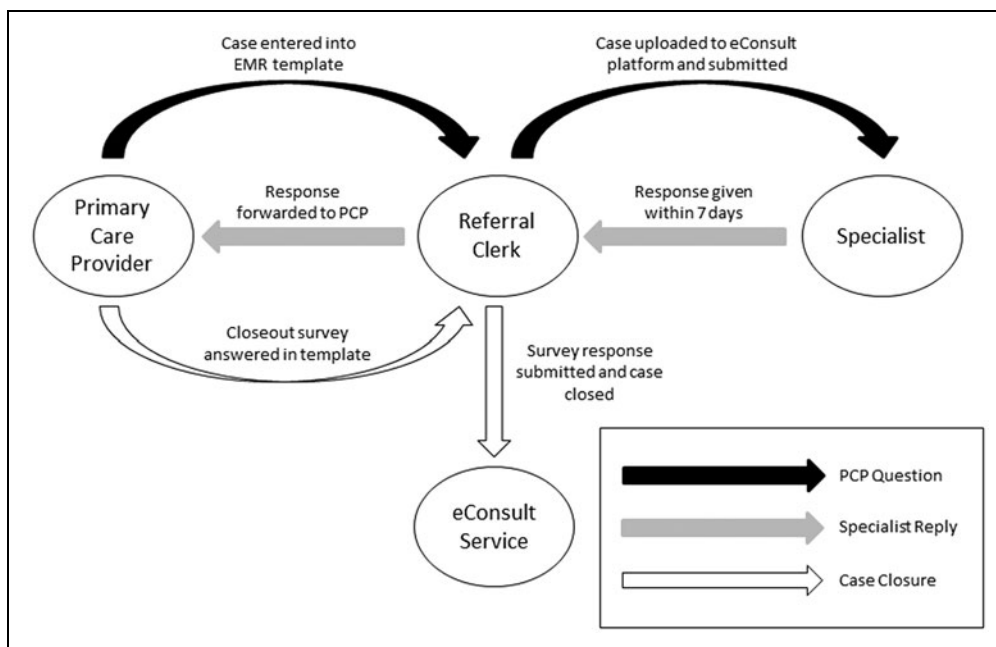 Case entered into
EMR template
Case uploaded to eConsult
platform and submitted
Primary
Care
Provider
Response
forwarded to PCP
Referral
Clerk
Response given
within 7 days
Specialist
Closeout survey
answered in template
Survey response
submitted and case
closed
eConsult
Service
PCP Question
Specialist Reply
Case Closure